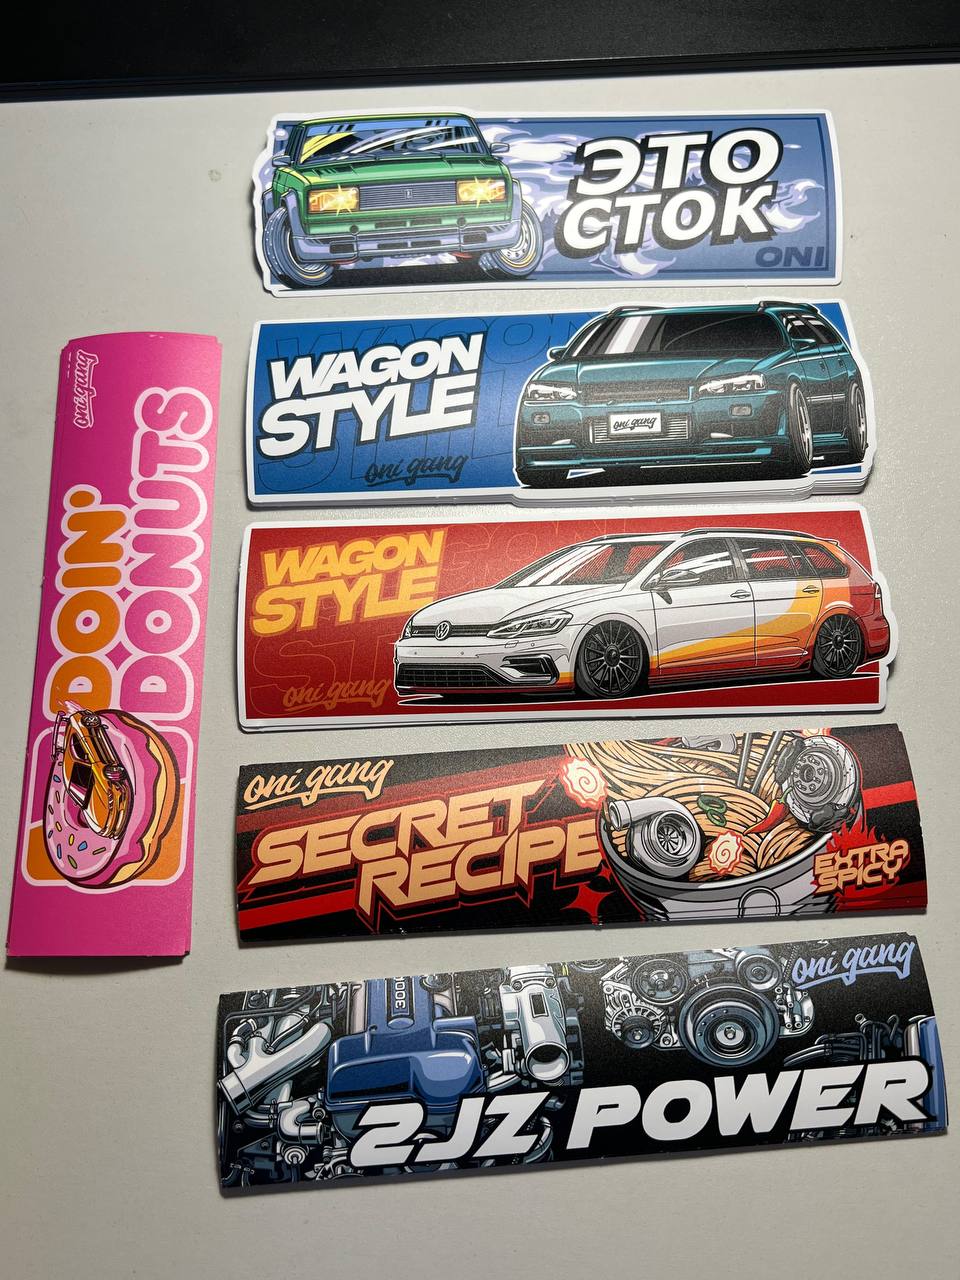 ЭТО
СТОК
ONI
WAGON
STYLE
oni gang
oni gang
WAGON
STYLE
oni gang
oni gang
DOIN'
DONUTS
oni gang
SECRET
RECIPE
EXTRA
SPICY
oni gang
300
2JZ POWER